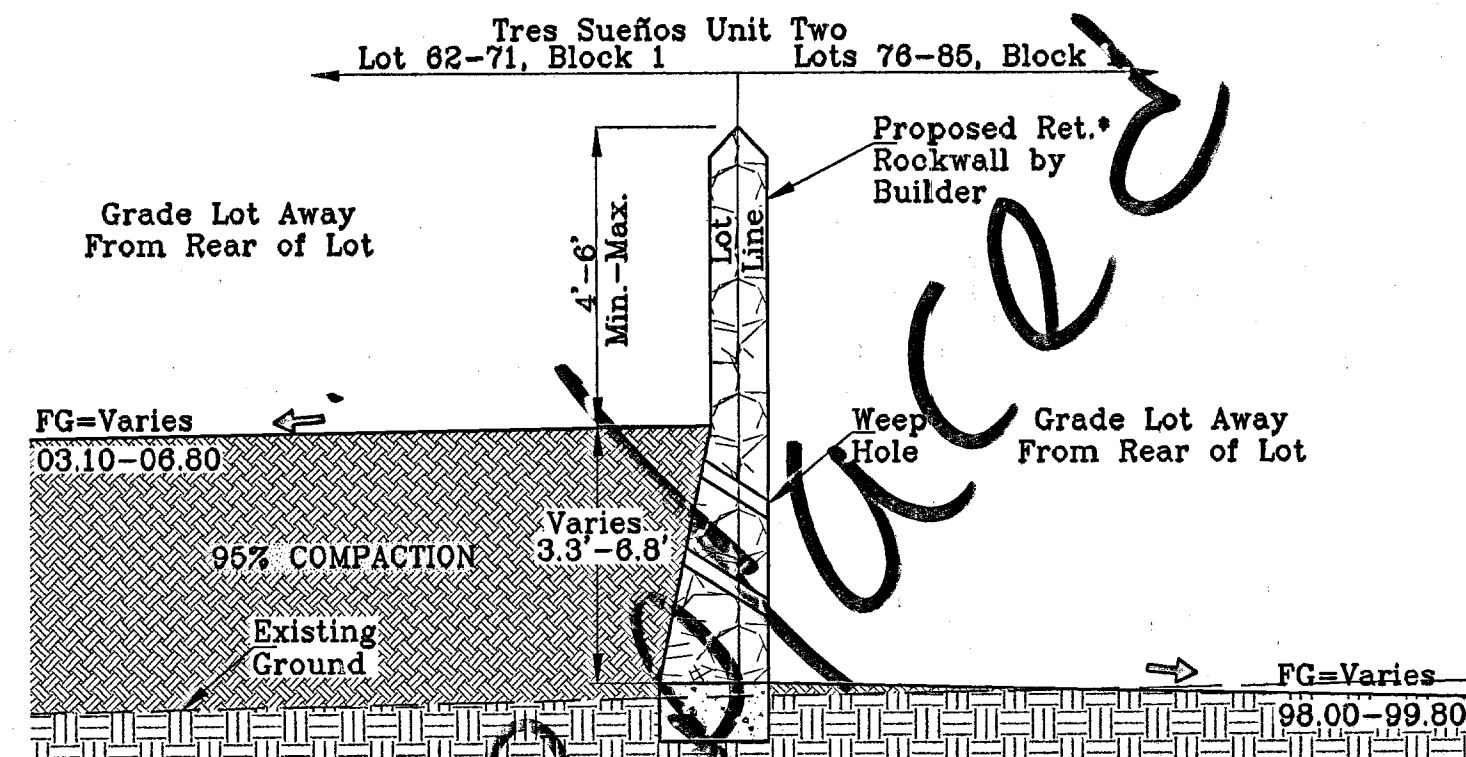 Tres Sueños Unit Two
Lot 62-71, Block 1
Lots 76-85, Block
Proposed Ret.*
Rockwall by
Builder
Grade Lot Away
From Rear of Lot
4'-6'
Min.-Max.
Lot Line
FG=Varies
03.10-06.80
Weep
Hole
Grade Lot Away
From Rear of Lot
Varies
3.3'-6.8'
95% COMPACTION
Existing
Ground
FG=Varies
98.00-99.80